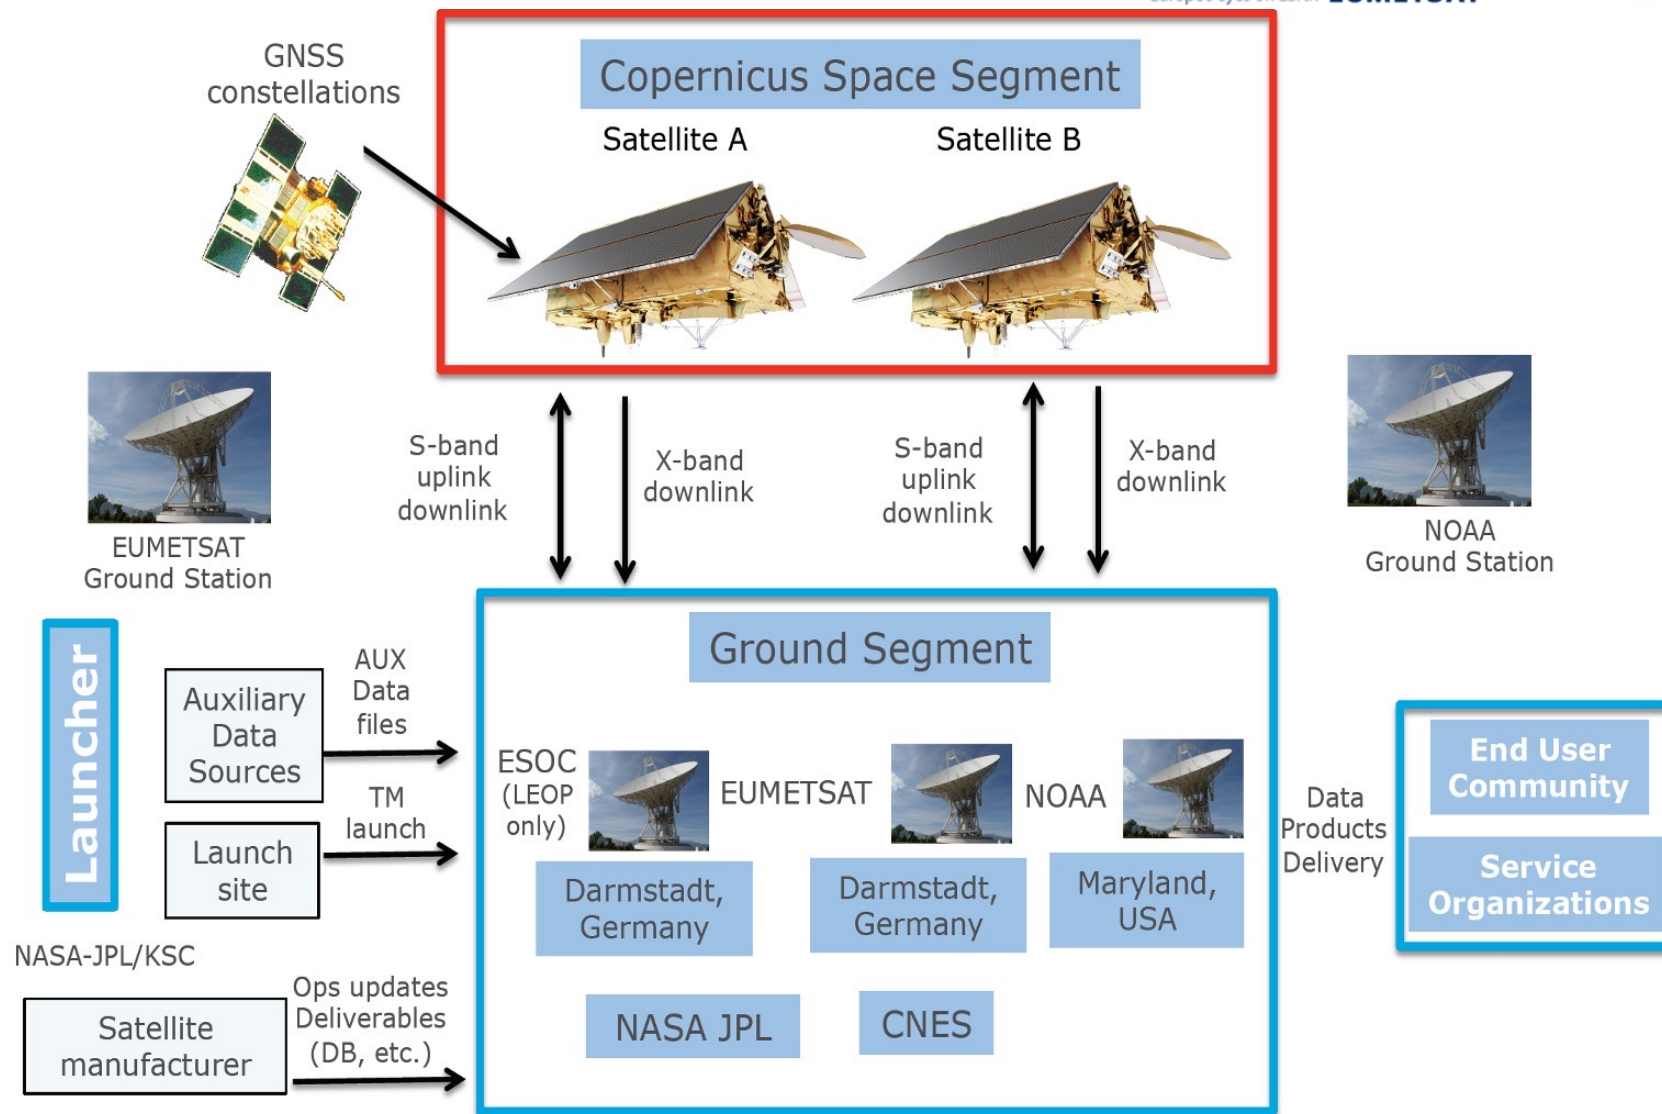 EUMETSAT
GNSS
constellations
Copernicus Space Segment
Satellite A
Satellite B
S-band
uplink
downlink
X-band
downlink
S-band
uplink
downlink
X-band
downlink
EUMETSAT
Ground Station
NOAA
Ground Station
Launcher
Auxiliary
Data
Sources
AUX
Data
files
Launch
site
TM
launch
NASA-JPL/KSC
Satellite
manufacturer
Ops updates
Deliverables
(DB, etc.)
Ground Segment
ESOC
(LEOP
only)
EUMETSAT
NOAA
Darmstadt,
Germany
Darmstadt,
Germany
Maryland,
USA
NASA JPL
CNES
Data
Products
Delivery
End User
Community
Service
Organizations